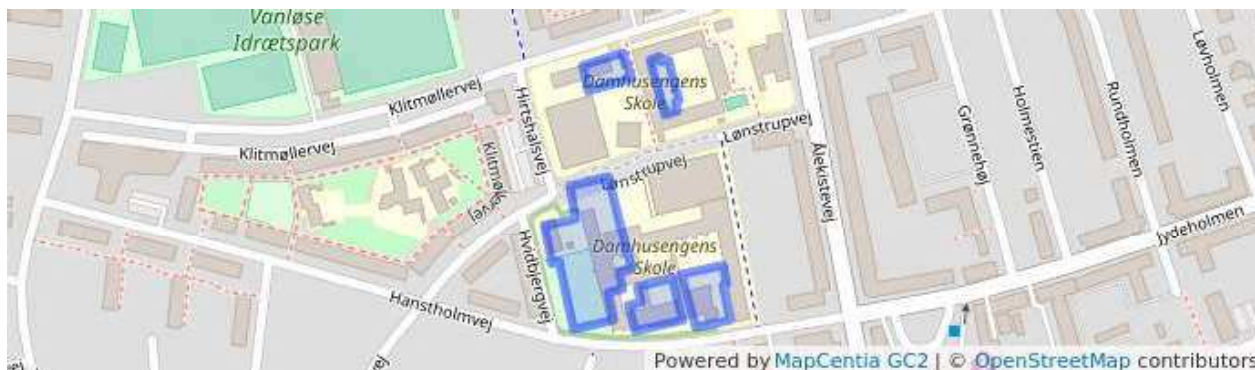 Vanløse
Idrætspark
Klitmøllervej
Klitmøllervej
Klitmøllervej
Hirtshalsvej
Damhusengens
Skole
Lønstrupvej
Lønstrupvej
Ålekistevej
Grønnehøj
Holmestien
Rundholmen
Løvholmen
Jydeholmen
Hvidbjergvej
Damhusengens
Skole
Hanstholmvej
Powered by MapCentia GC2 | © OpenStreetMap contributors